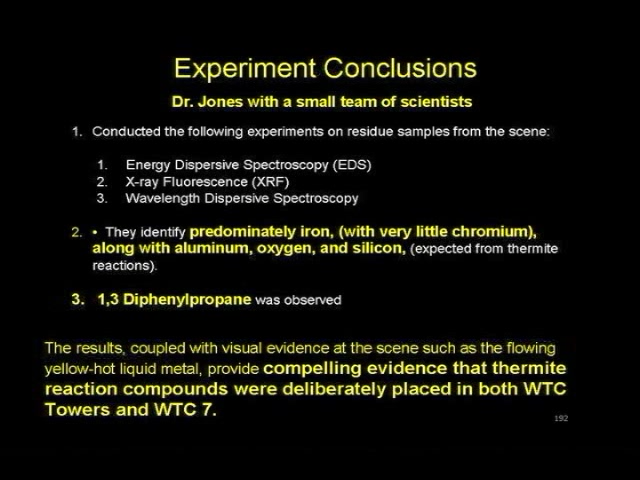 Experiment Conclusions
Dr. Jones with a small team of scientists
1. Conducted the following experiments on residue samples from the scene:
1. Energy Dispersive Spectroscopy (EDS)
2. X-ray Fluorescence (XRF)
3. Wavelength Dispersive Spectroscopy
2. • They identify predominately iron, (with very little chromium),
along with aluminum, oxygen, and silicon, (expected from thermite
reactions).
3. 1,3 Diphenylpropane was observed
The results, coupled with visual evidence at the scene such as the flowing
yellow-hot liquid metal, provide compelling evidence that thermite
reaction compounds were deliberately placed in both WTC
Towers and WTC 7.
192